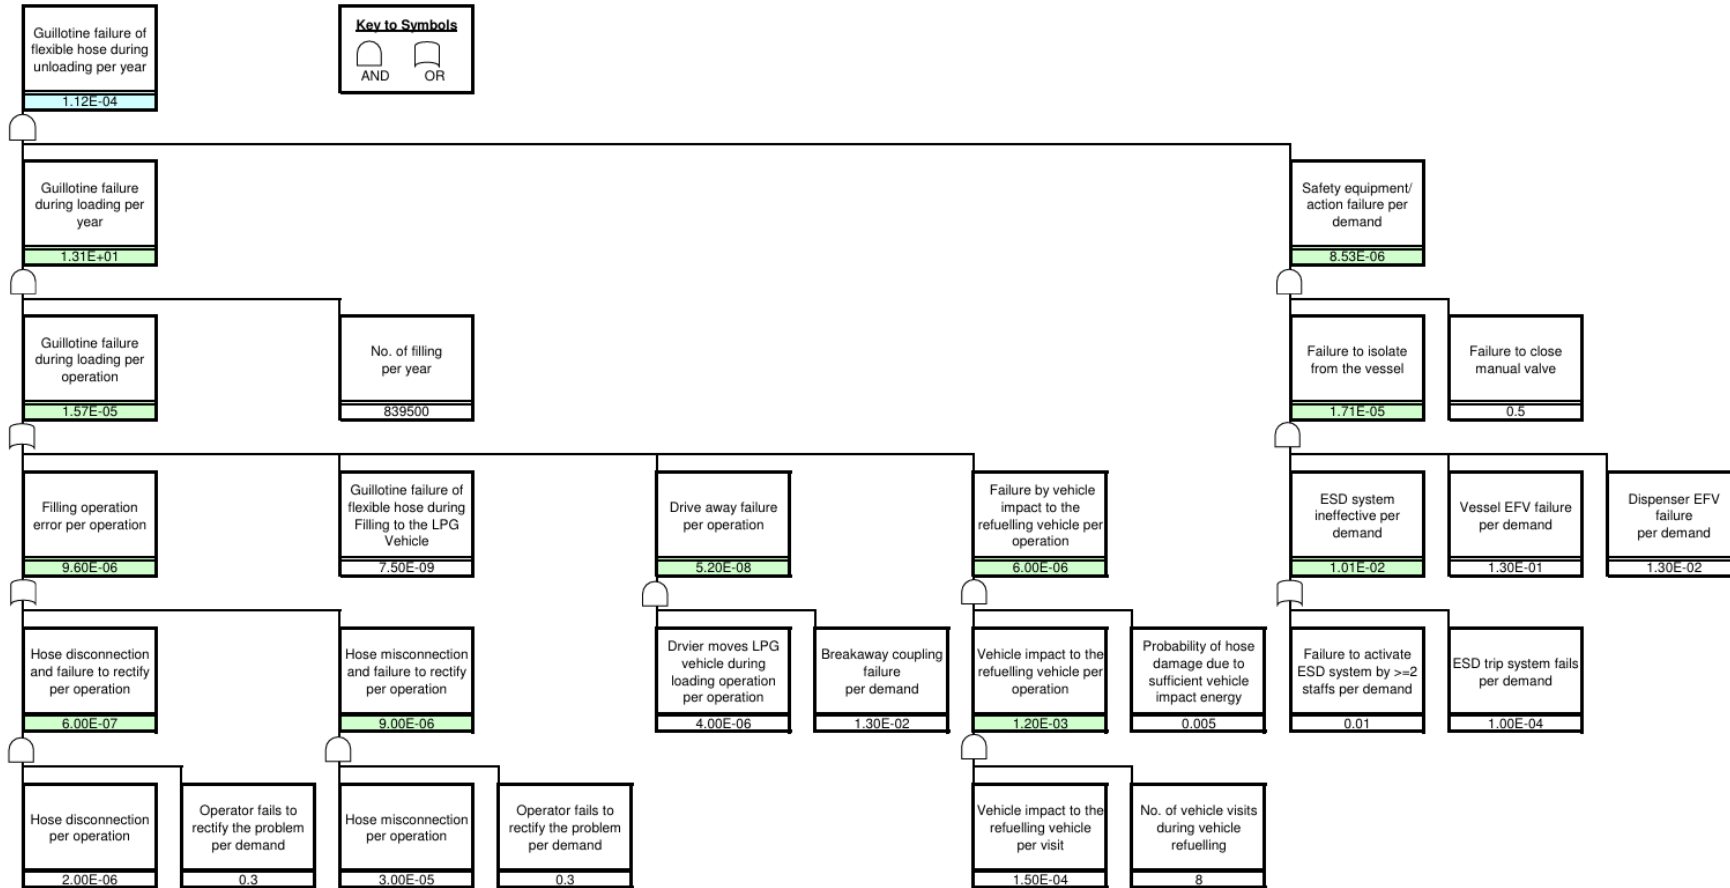 Guillotine failure of
flexible hose during
unloading per year
1.12E-04
Key to Symbols
AND OR
Guillotine failure
during loading per
year
1.31E+01
Safety equipment/
action failure per
demand
8.53E-06
Guillotine failure
during loading per
operation
1.57E-05
No. of filling
per year
839500
Failure to isolate
from the vessel
1.71E-05
Failure to close
manual valve
0.5
Filling operation
error per operation
9.60E-06
Guillotine failure of
flexible hose during
Filling to the LPG
Vehicle
7.50E-09
Drive away failure
per operation
5.20E-08
Failure by vehicle
impact to the
refuelling vehicle per
operation
6.00E-06
ESD system
ineffective per
demand
1.01E-02
Vessel EFV failure
per demand
1.30E-01
Dispenser EFV
failure
per demand
1.30E-02
Hose disconnection
and failure to rectify
per operation
6.00E-07
Hose misconnection
and failure to rectify
per operation
9.00E-06
Drvier moves LPG
vehicle during
loading operation
per operation
4.00E-06
Breakaway coupling
failure
per demand
1.30E-02
Vehicle impact to the
refuelling vehicle per
operation
1.20E-03
Probability of hose
damage due to
sufficient vehicle
impact energy
0.005
Failure to activate
ESD system by >=2
staffs per demand
0.01
ESD trip system fails
per demand
1.00E-04
Hose disconnection
per operation
2.00E-06
Operator fails to
rectify the problem
per demand
0.3
Hose misconnection
per operation
3.00E-05
Operator fails to
rectify the problem
per demand
0.3
Vehicle impact to the
refuelling vehicle
per visit
1.50E-04
No. of vehicle visits
during vehicle
refuelling
8